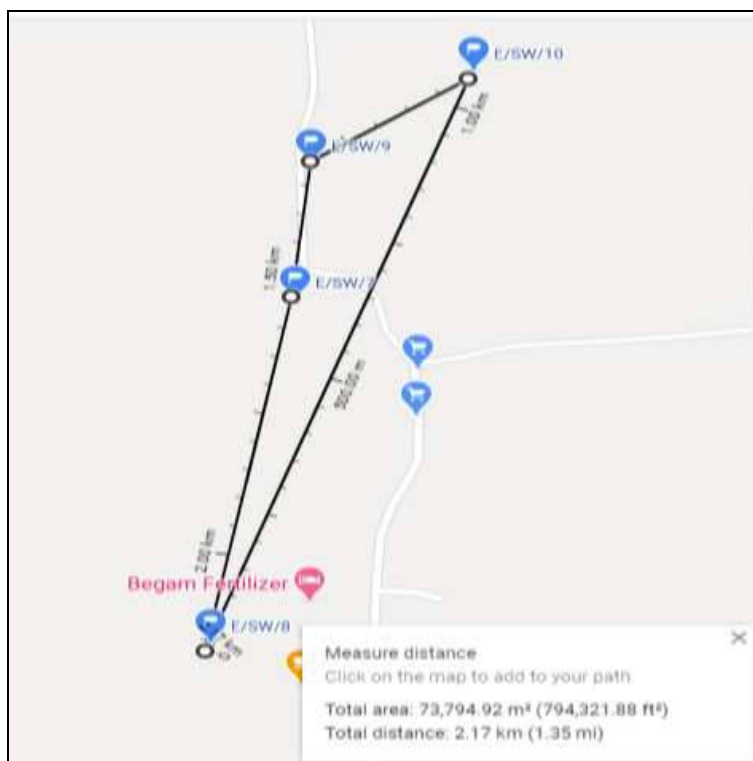 E/SW/10
1.00 km
E/SW/9
1.50 km
E/SW/7
500.00 m
2.00 km
Begam Fertilizer
E/SW/8
Measure distance
Click on the map to add to your path
Total area: 73,794.92 m² (794,321.88 ft²)
Total distance: 2.17 km (1.35 mi)